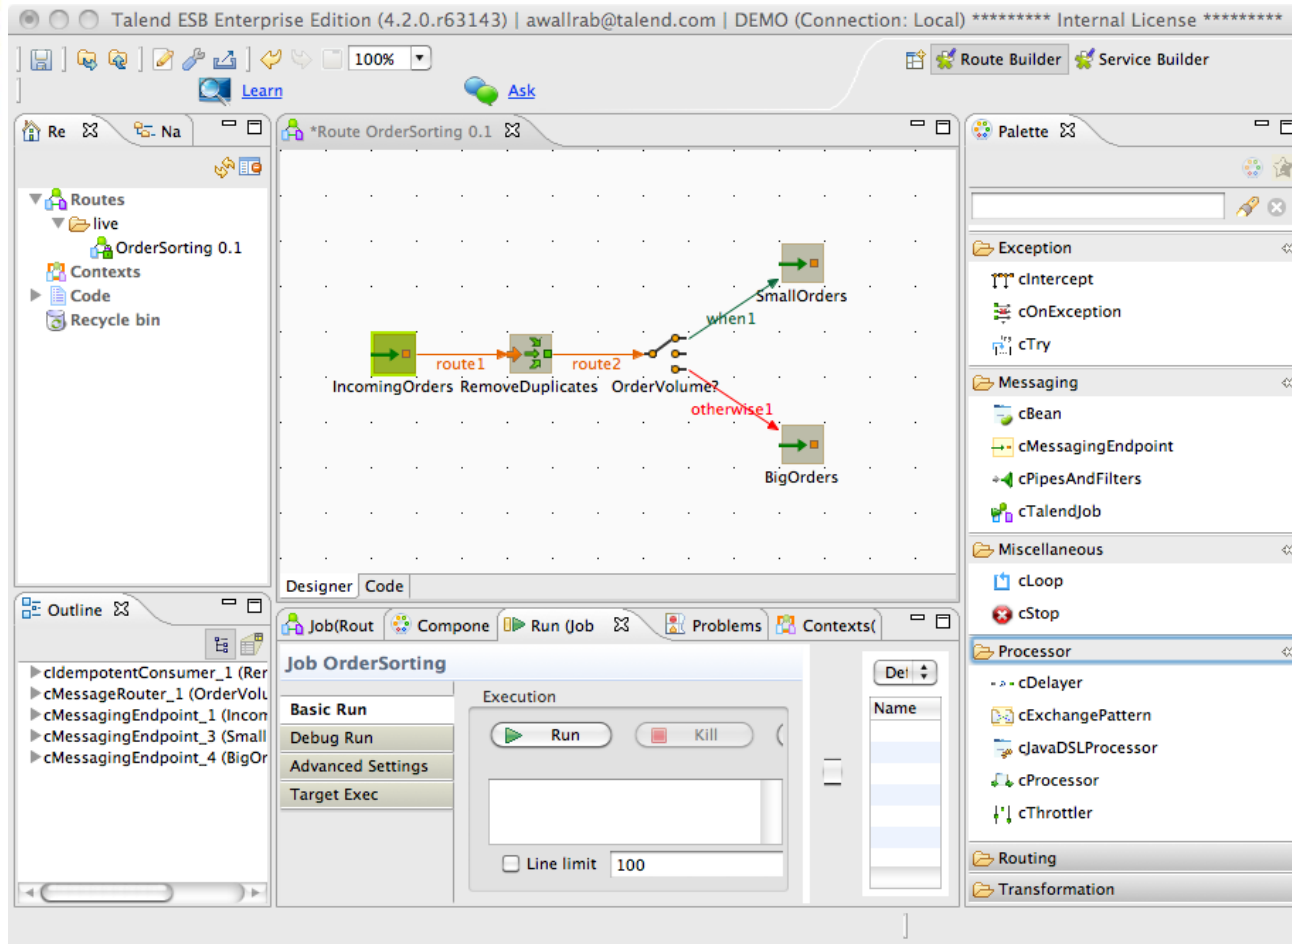 Talend ESB Enterprise Edition (4.2.0.r63143) | awallrab@talend.com | DEMO (Connection: Local) ********* Internal License *********
100%
Route Builder
Service Builder
Learn
Ask
Re
Na
Routes
live
OrderSorting 0.1
Contexts
Code
Recycle bin
*Route OrderSorting 0.1
SmallOrders
when1
route1
route2
IncomingOrders
RemoveDuplicates
OrderVolume?
otherwise1
BigOrders
Designer
Code
Palette
Exception
cIntercept
cOnException
cTry
Messaging
cBean
cMessagingEndpoint
cPipesAndFilters
cTalendJob
Miscellaneous
cLoop
cStop
Processor
cDelayer
cExchangePattern
cJavaDSLProcessor
cProcessor
cThrottler
Routing
Transformation
Outline
cIdempotentConsumer_1 (Rer
cMessageRouter_1 (OrderVolu
cMessagingEndpoint_1 (Incom
cMessagingEndpoint_3 (Small
cMessagingEndpoint_4 (BigOr
Job(Rout
Compone
Run (Job
Problems
Contexts(
Job OrderSorting
Basic Run
Debug Run
Advanced Settings
Target Exec
Execution
Run
Kill
Line limit
100
Def
Name